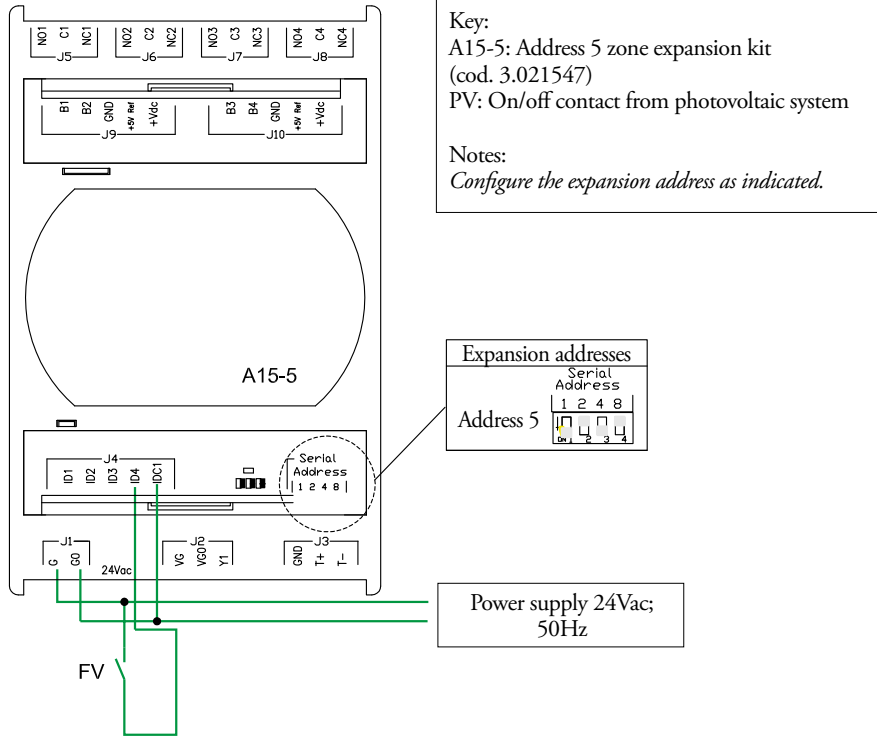 NO1 C1 NC1 NO2 C2 NC2 NO3 C3 NC3 NO4 C4 NC4
J5 J6 J7 J8
B1 B2 GND +5V Ref +Vdc B3 B4 GND +5V Ref +Vdc
J9 J10
A15-5
J4
ID1 ID2 ID3 ID4 IDC1
Serial
Address
1 2 4 8
J1 J2 J3
G G0 24Vac VG VG0 Y1 GND T+ T-
FV
Key:
A15-5: Address 5 zone expansion kit
(cod. 3.021547)
PV: On/off contact from photovoltaic system
Notes:
Configure the expansion address as indicated.
Expansion addresses
Serial
Address
1 2 4 8
Address 5
ON 1 2 3 4
Power supply 24Vac;
50Hz